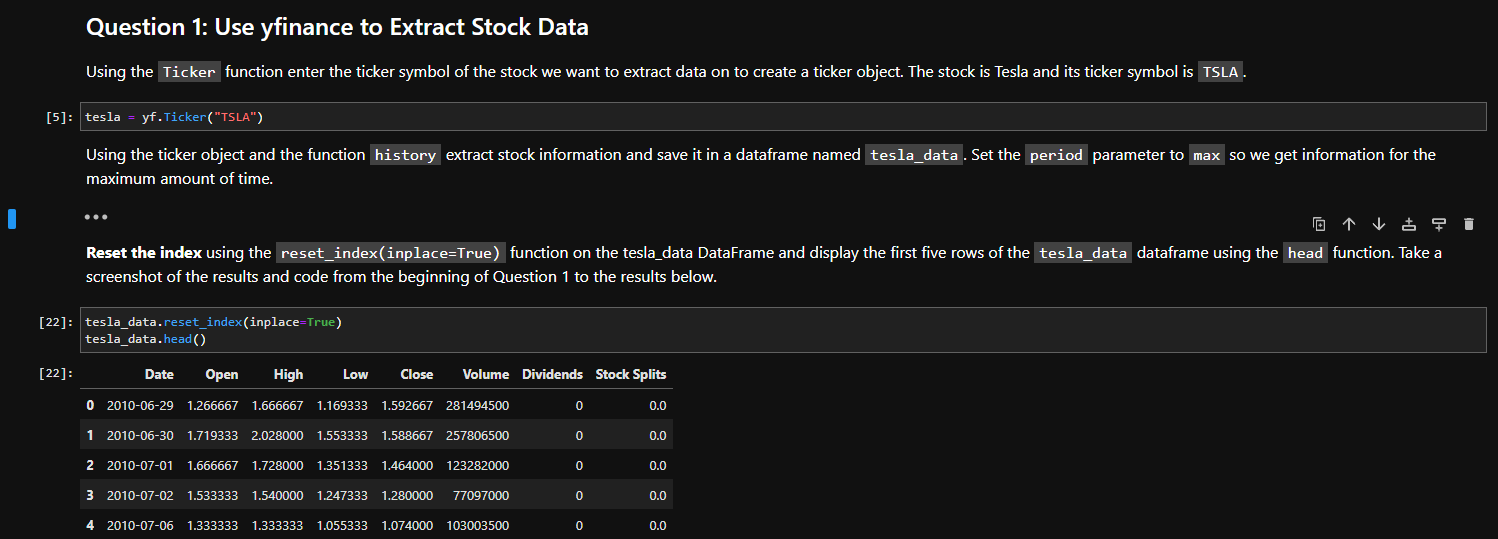 Question 1: Use yfinance to Extract Stock Data
Using the Ticker function enter the ticker symbol of the stock we want to extract data on to create a ticker object. The stock is Tesla and its ticker symbol is TSLA.
[5]: tesla = yf.Ticker("TSLA")
Using the ticker object and the function history extract stock information and save it in a dataframe named tesla_data. Set the period parameter to max so we get information for the
maximum amount of time.
•••
Reset the index using the reset_index(inplace=True) function on the tesla_data DataFrame and display the first five rows of the tesla_data dataframe using the head function. Take a
screenshot of the results and code from the beginning of Question 1 to the results below.
[22]: tesla_data.reset_index(inplace=True)
tesla_data.head()
[22]: Date Open High Low Close Volume Dividends Stock Splits
0 2010-06-29 1.266667 1.666667 1.169333 1.592667 281494500 0 0.0
1 2010-06-30 1.719333 2.028000 1.553333 1.588667 257806500 0 0.0
2 2010-07-01 1.666667 1.728000 1.351333 1.464000 123282000 0 0.0
3 2010-07-02 1.533333 1.540000 1.247333 1.280000 77097000 0 0.0
4 2010-07-06 1.333333 1.333333 1.055333 1.074000 103003500 0 0.0